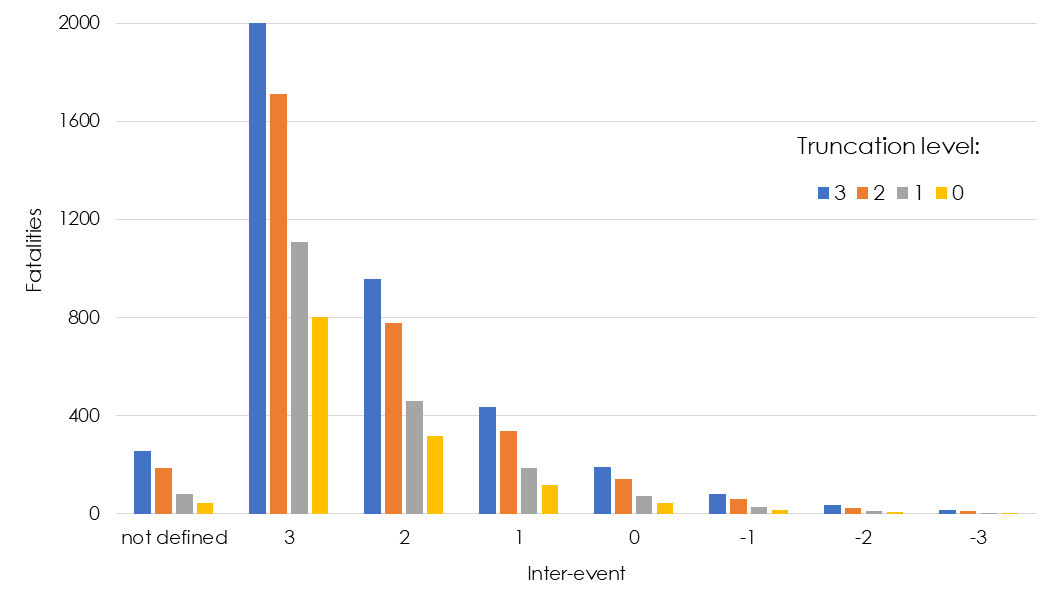 2000
1600
1200
800
400
0
Fatalities
Truncation level:
3 2 1 0
not defined 3 2 1 0 -1 -2 -3
Inter-event